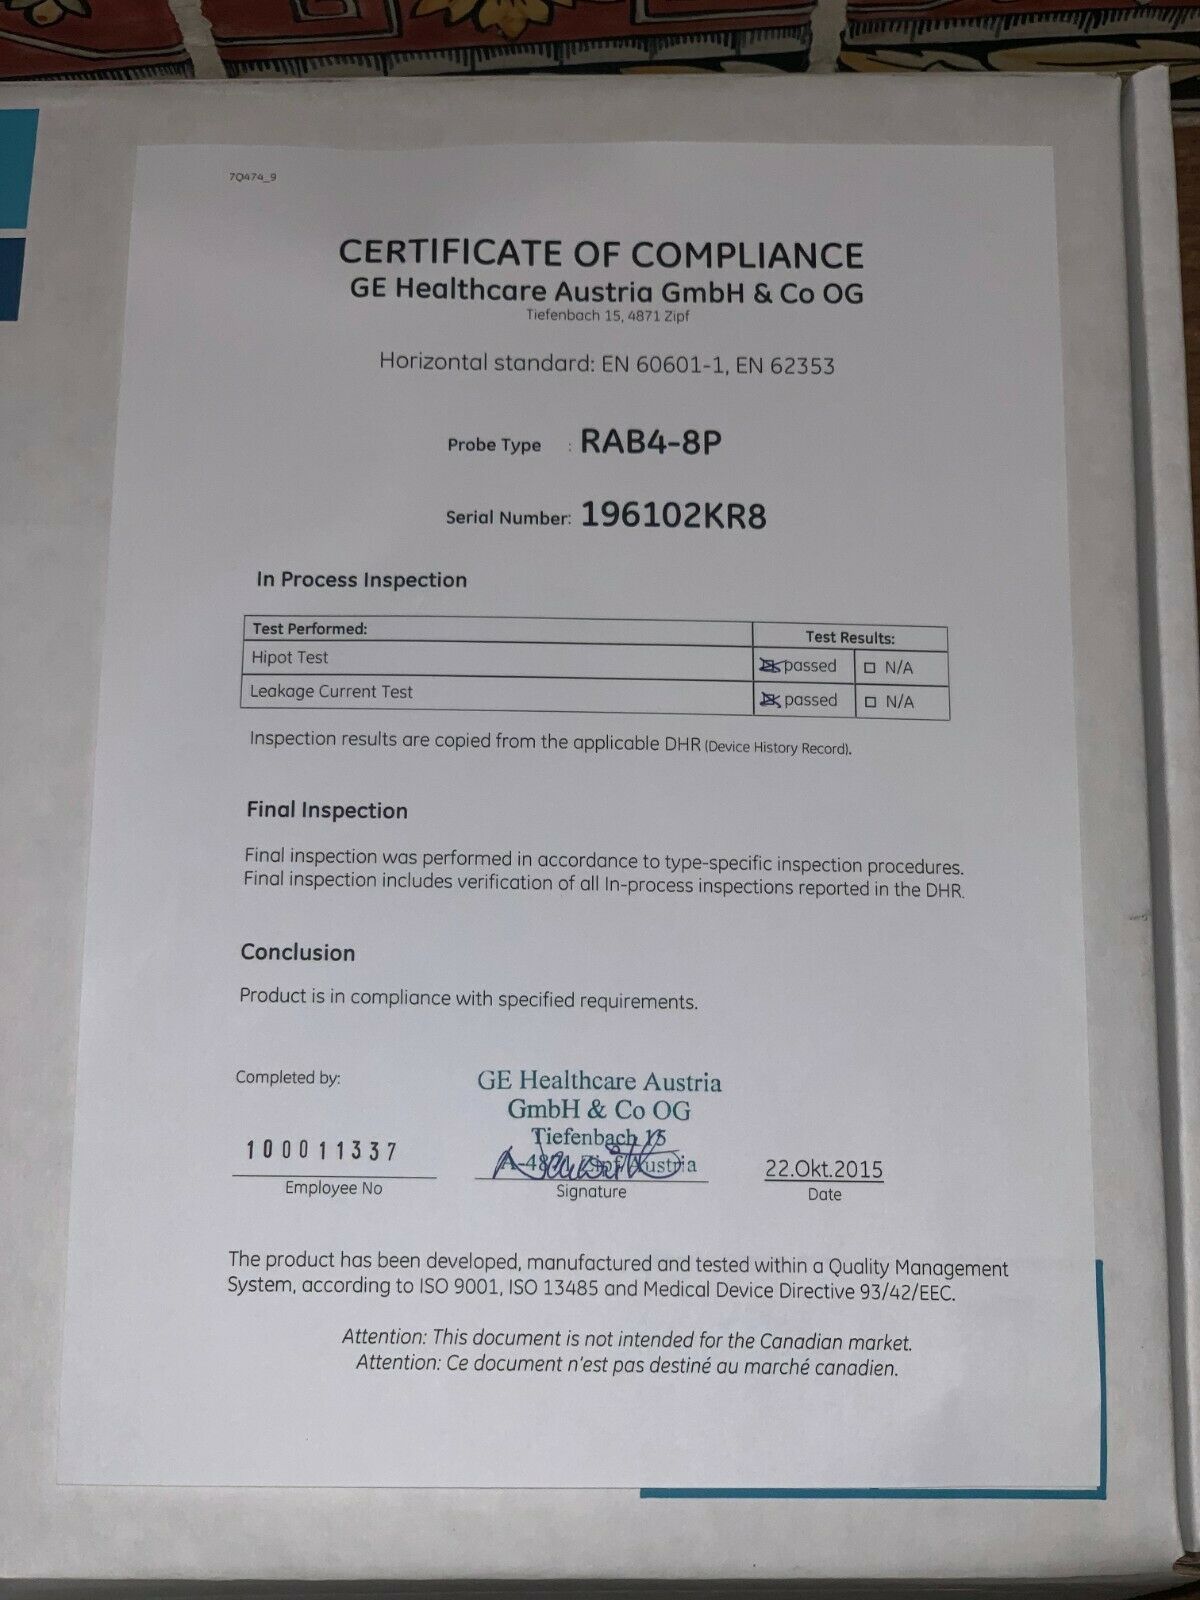 7Q474_9
CERTIFICATE OF COMPLIANCE
GE Healthcare Austria GmbH & Co OG
Tiefenbach 15, 4871 Zipf
Horizontal standard: EN 60601-1, EN 62353
Probe Type : RAB4-8P
Serial Number: 196102KR8
In Process Inspection
Test Performed: Test Results:
Hipot Test passed N/A
Leakage Current Test passed N/A
Inspection results are copied from the applicable DHR (Device History Record).
Final Inspection
Final inspection was performed in accordance to type-specific inspection procedures.
Final inspection includes verification of all In-process inspections reported in the DHR.
Conclusion
Product is in compliance with specified requirements.
Completed by:
GE Healthcare Austria
GmbH & Co OG
Tiefenbach 15
A-4871 Zipf/Austria
100011337
22.Okt.2015
Employee No Signature Date
The product has been developed, manufactured and tested within a Quality Management
System, according to ISO 9001, ISO 13485 and Medical Device Directive 93/42/EEC.
Attention: This document is not intended for the Canadian market.
Attention: Ce document n'est pas destiné au marché canadien.